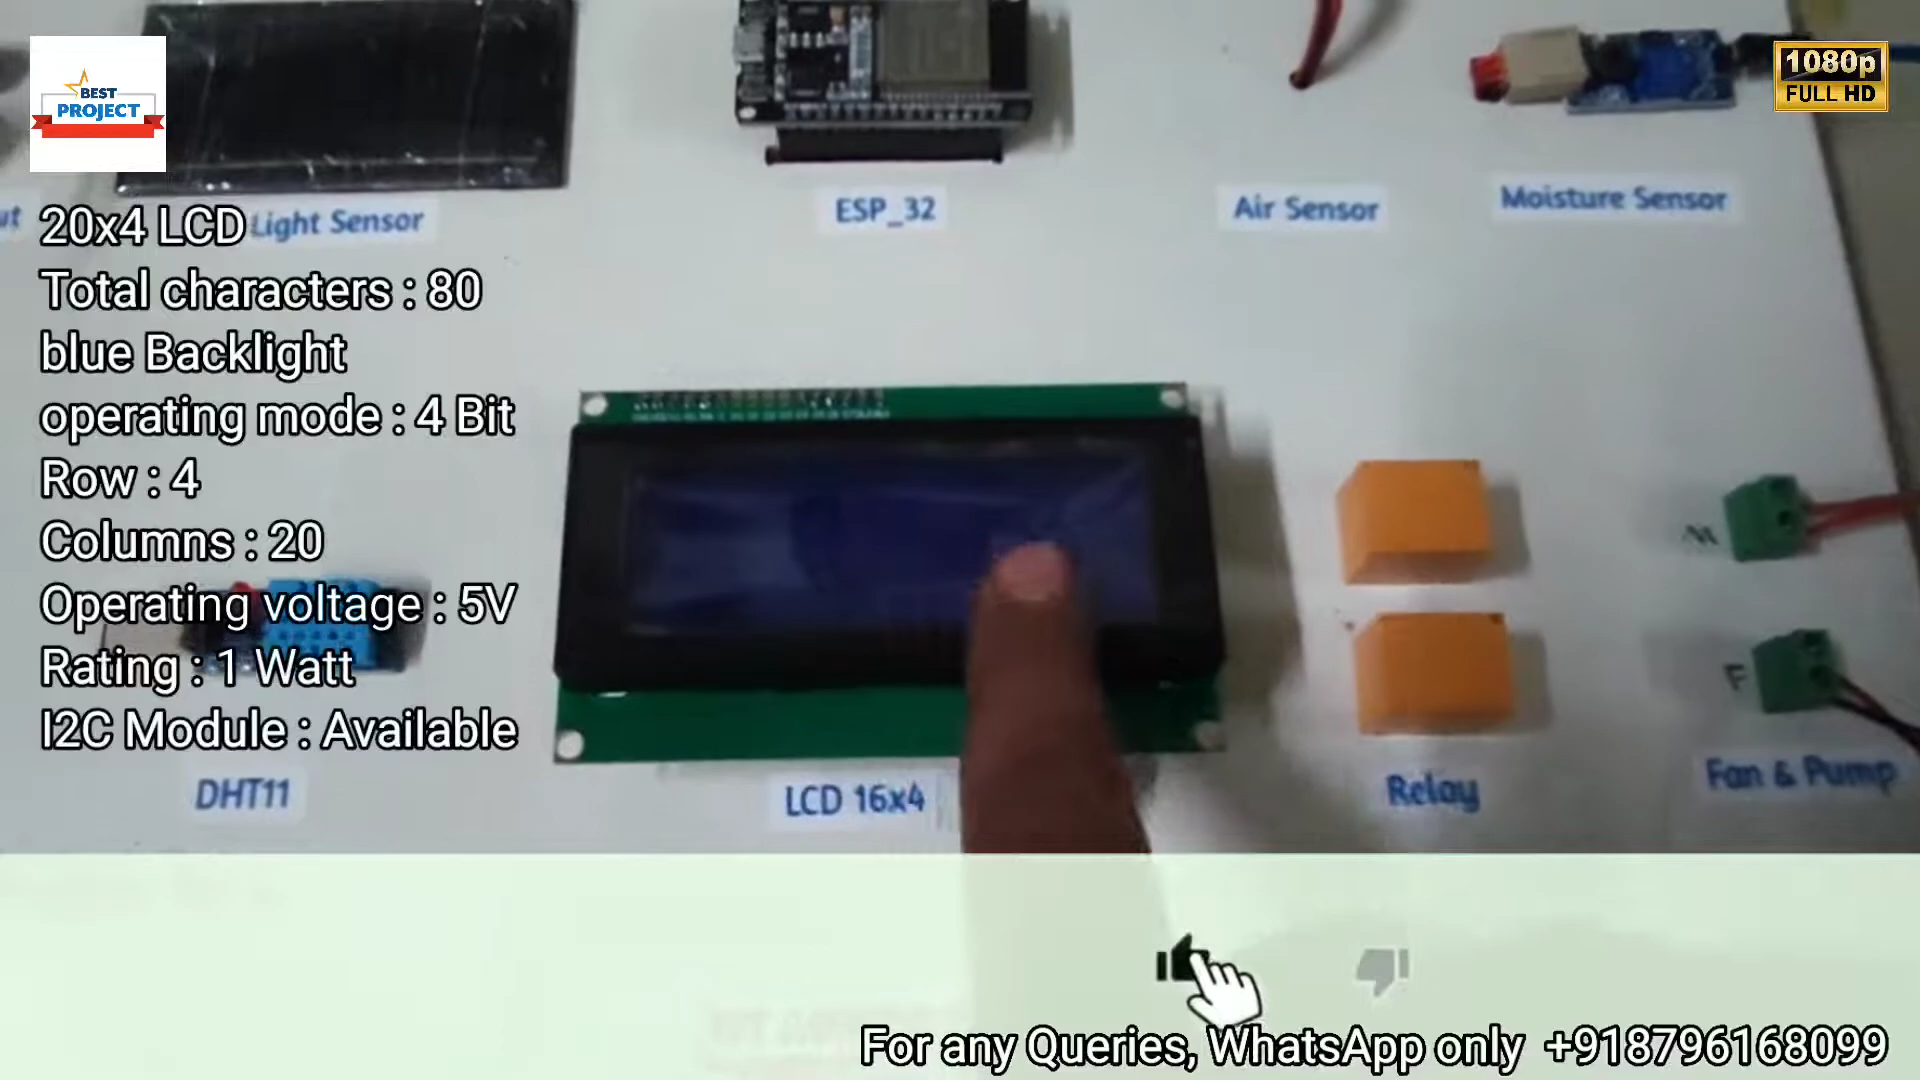 BEST
PROJECT
1080p
FULL HD
Light Sensor
ESP_32
Air Sensor
Moisture Sensor
20x4 LCD
Total characters : 80
blue Backlight
operating mode : 4 Bit
Row : 4
Columns : 20
Operating voltage : 5V
Rating : 1 Watt
I2C Module : Available
F
DHT11
LCD 16x4
Relay
Fan & Pump
For any Queries, WhatsApp only +918796168099